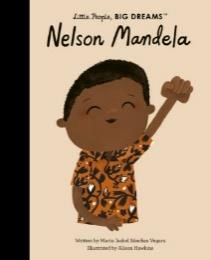 Little People, BIG DREAMS™
Nelson Mandela
Written by Maria Isabel Sánchez Vegara
Illustrated by Alison Hawkins